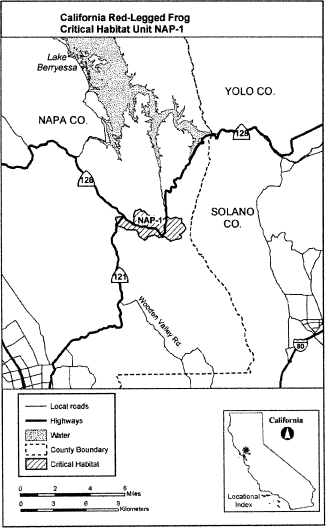 California Red-Legged Frog
Critical Habitat Unit NAP-1
Lake
Berryessa
YOLO CO.
NAPA CO.
128
128
NAP-1
SOLANO
CO.
121
Wooden Valley Rd.
80
Local roads
Highways
Water
County Boundary
Critical Habitat
0 2 4 6
Miles
0 3 6 9
Kilometers
California
Locational
Index